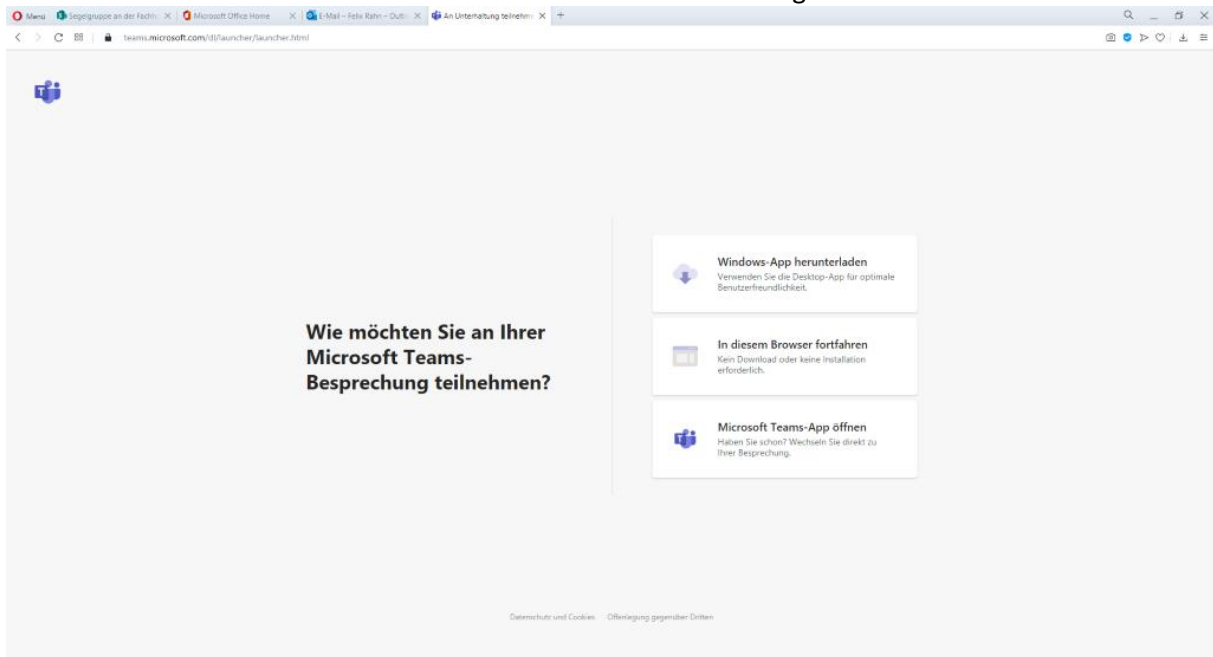 Menü Segelgruppe an der Fachh Microsoft Office Home E-Mail – Felix Rahn – Outl An Unterhaltung teilnehm
teams.microsoft.com/dl/launcher/launcher.html
Wie möchten Sie an Ihrer
Microsoft Teams-
Besprechung teilnehmen?
Windows-App herunterladen
Verwenden Sie die Desktop-App für optimale
Benutzerfreundlichkeit.
In diesem Browser fortfahren
Kein Download oder keine Installation
erforderlich.
Microsoft Teams-App öffnen
Haben Sie schon? Wechseln Sie direkt zu
Ihrer Besprechung.
Datenschutz und Cookies Offenlegung gegenüber Dritten